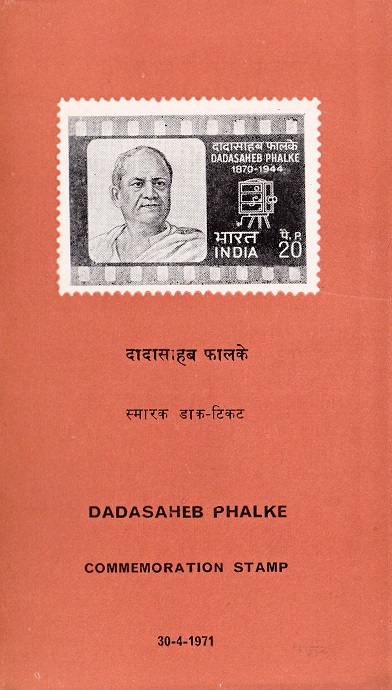 दादासाहब फालके
DADASAHEB PHALKE
1870-1944
भारत पै. P.
INDIA 20
दादासाहब फालके
स्मारक डाक-टिकट
DADASAHEB PHALKE
COMMEMORATION STAMP
30-4-1971